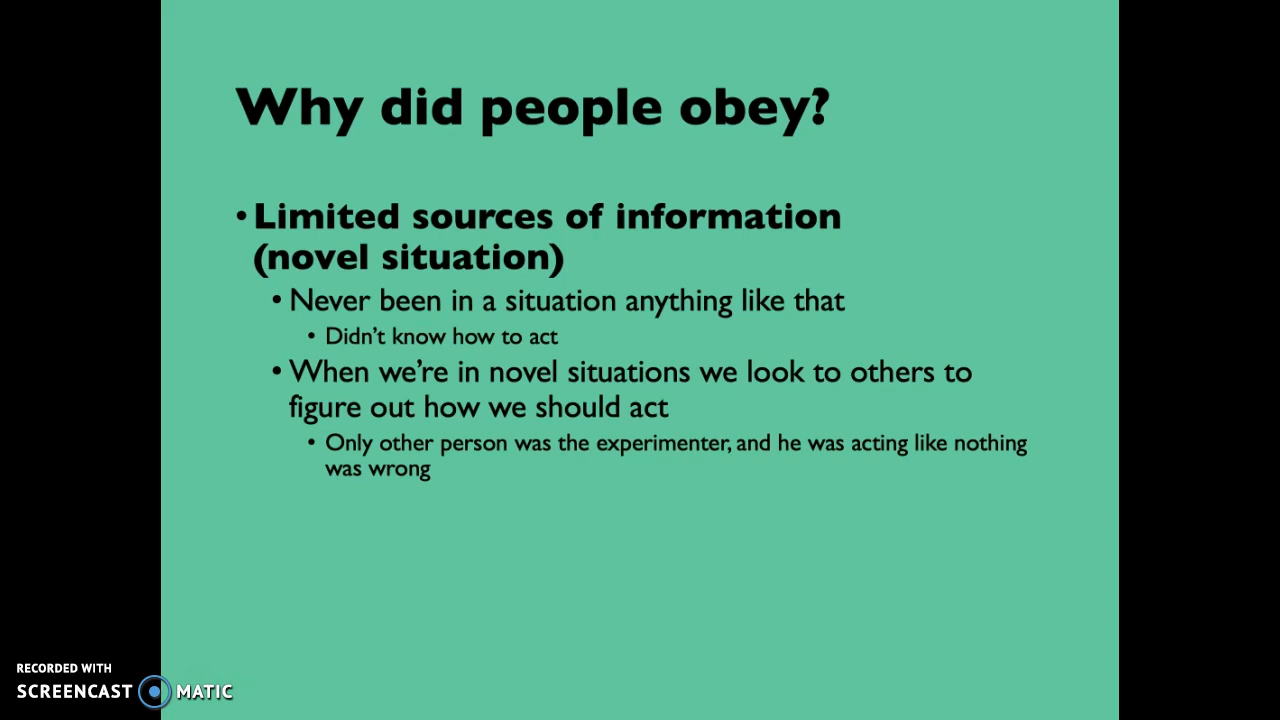 Why did people obey?
• Limited sources of information
(novel situation)
• Never been in a situation anything like that
• Didn’t know how to act
• When we’re in novel situations we look to others to
figure out how we should act
• Only other person was the experimenter, and he was acting like nothing
was wrong
RECORDED WITH
SCREENCAST MATIC